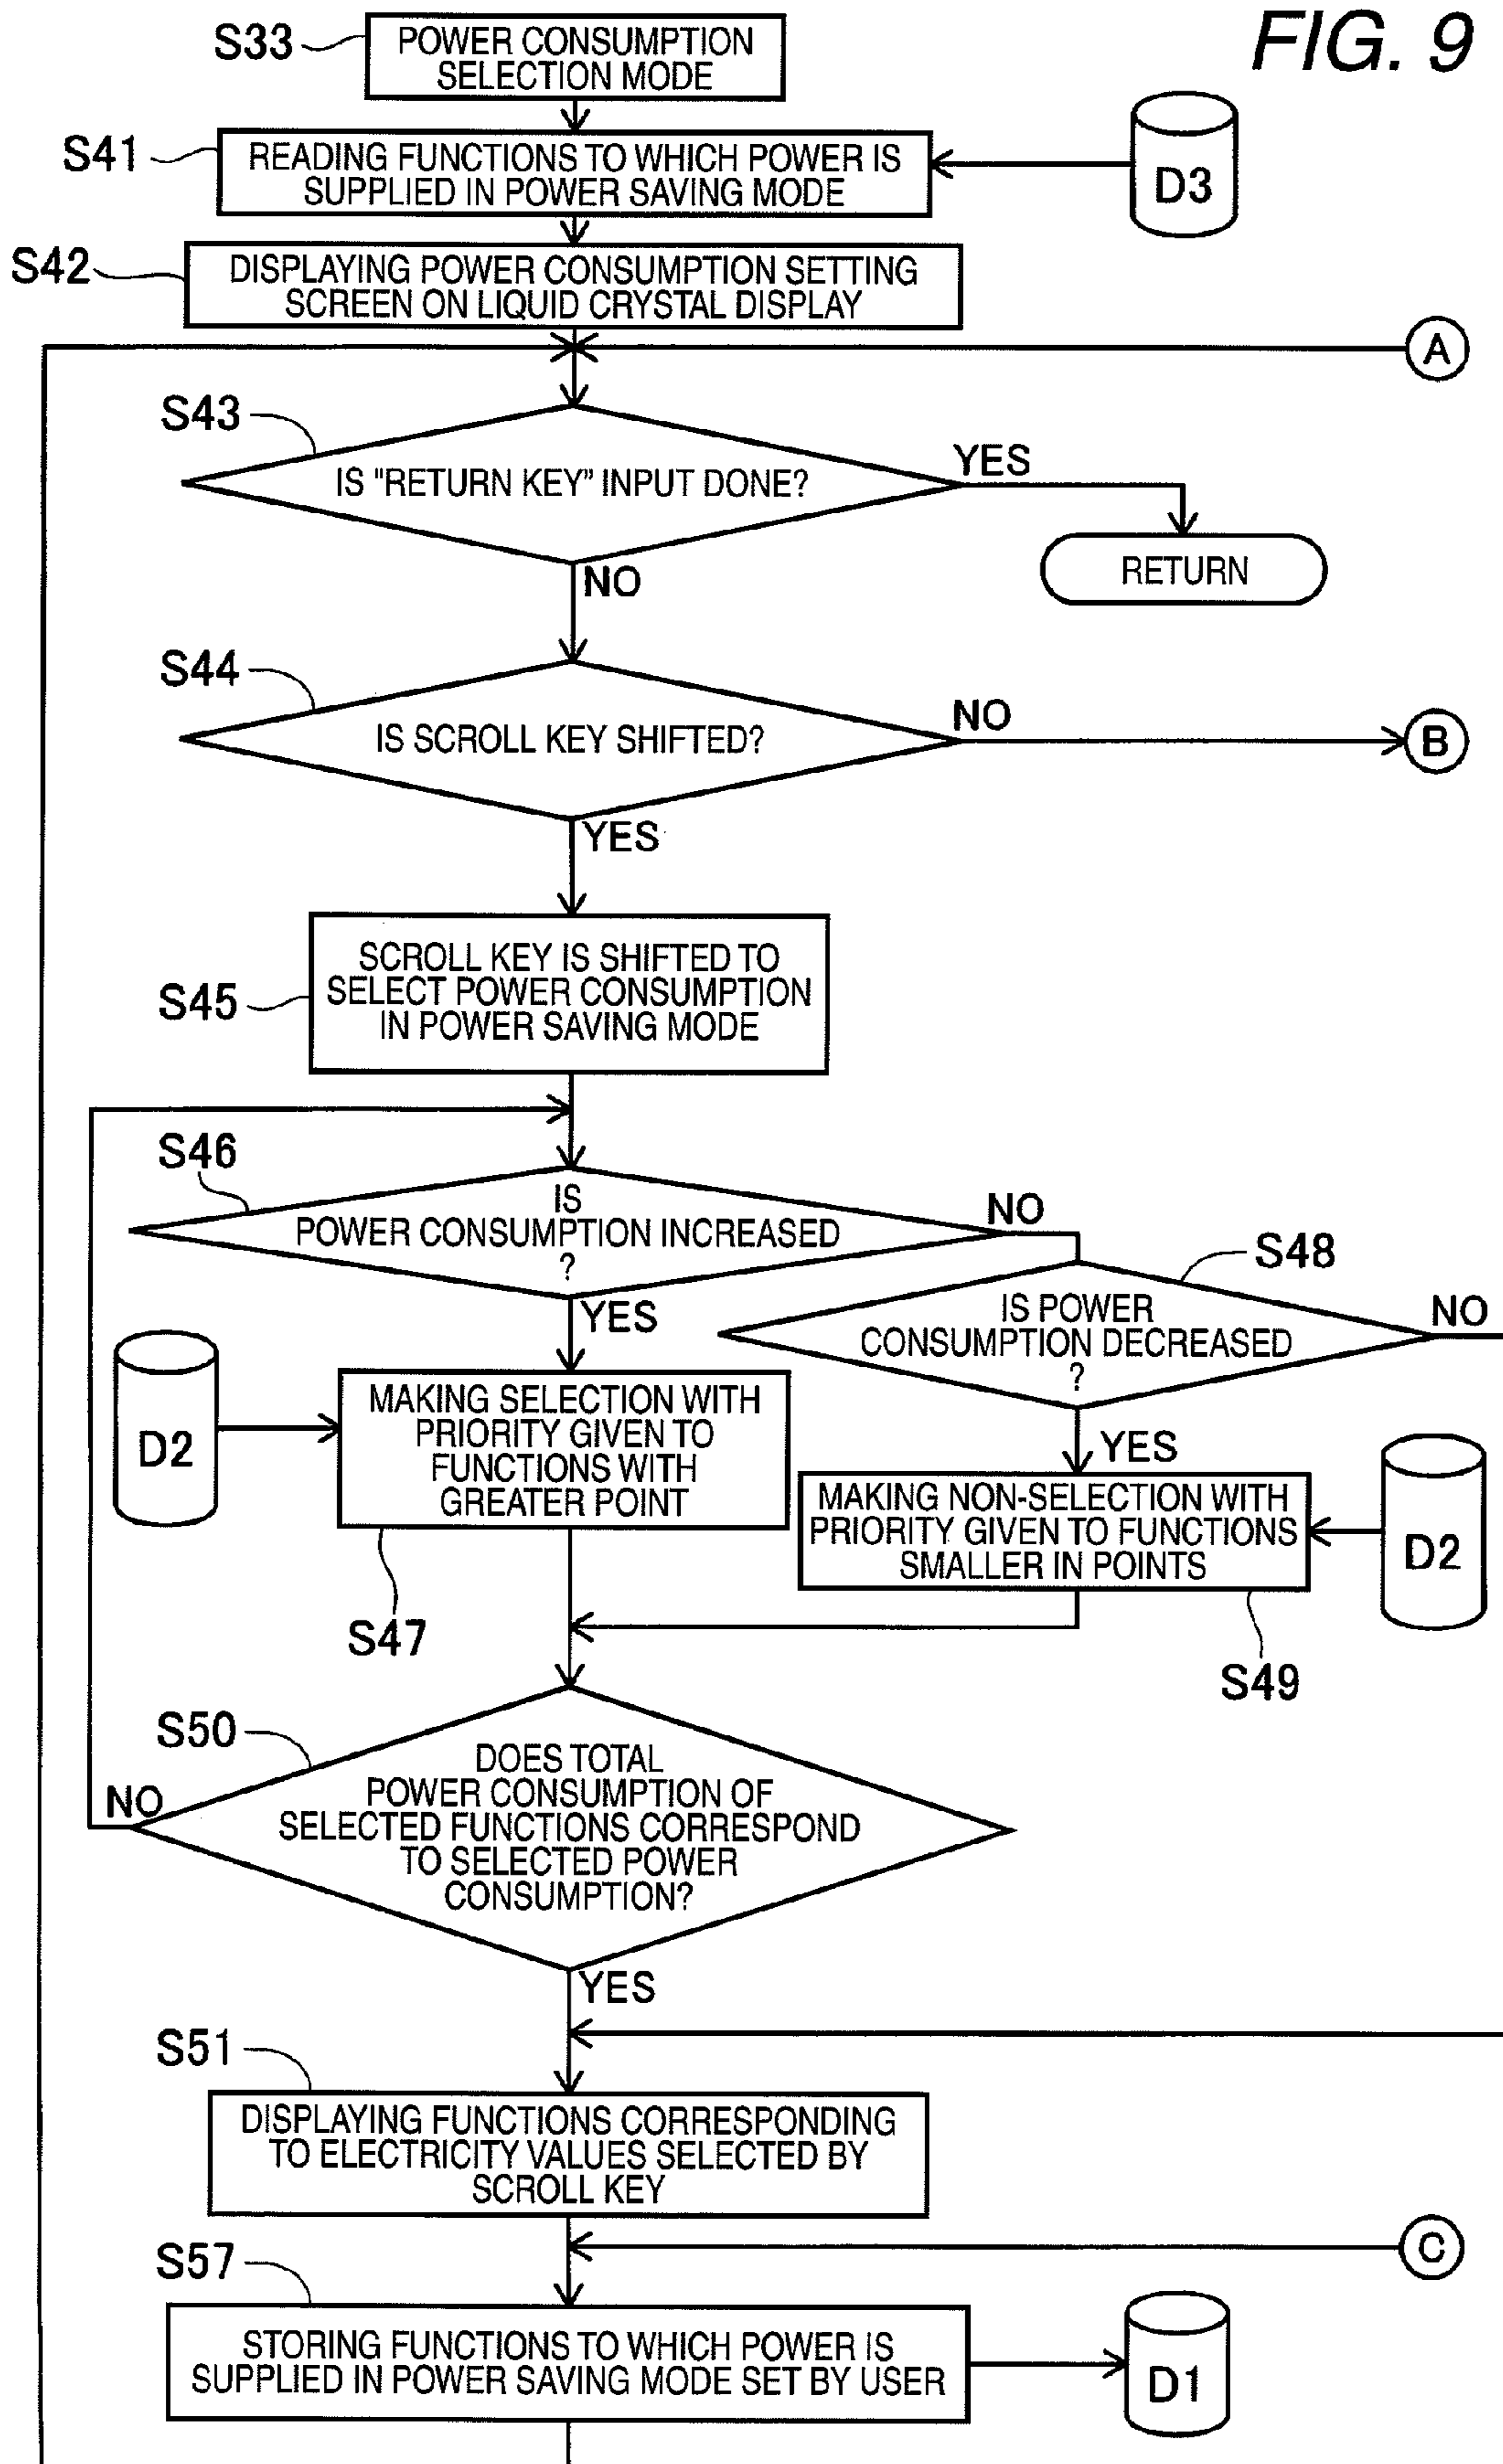 FIG. 9
S33
POWER CONSUMPTION
SELECTION MODE
S41
READING FUNCTIONS TO WHICH POWER IS
SUPPLIED IN POWER SAVING MODE
D3
S42
DISPLAYING POWER CONSUMPTION SETTING
SCREEN ON LIQUID CRYSTAL DISPLAY
A
S43
IS "RETURN KEY" INPUT DONE?
YES
RETURN
NO
S44
IS SCROLL KEY SHIFTED?
NO
B
YES
S45
SCROLL KEY IS SHIFTED TO
SELECT POWER CONSUMPTION
IN POWER SAVING MODE
S46
IS
POWER CONSUMPTION INCREASED
?
NO
YES
S48
IS POWER
CONSUMPTION DECREASED
?
NO
YES
D2
MAKING SELECTION WITH
PRIORITY GIVEN TO
FUNCTIONS WITH
GREATER POINT
S47
MAKING NON-SELECTION WITH
PRIORITY GIVEN TO FUNCTIONS
SMALLER IN POINTS
D2
S49
S50
DOES TOTAL
POWER CONSUMPTION OF
SELECTED FUNCTIONS CORRESPOND
TO SELECTED POWER
CONSUMPTION?
NO
YES
S51
DISPLAYING FUNCTIONS CORRESPONDING
TO ELECTRICITY VALUES SELECTED BY
SCROLL KEY
C
S57
STORING FUNCTIONS TO WHICH POWER IS
SUPPLIED IN POWER SAVING MODE SET BY USER
D1